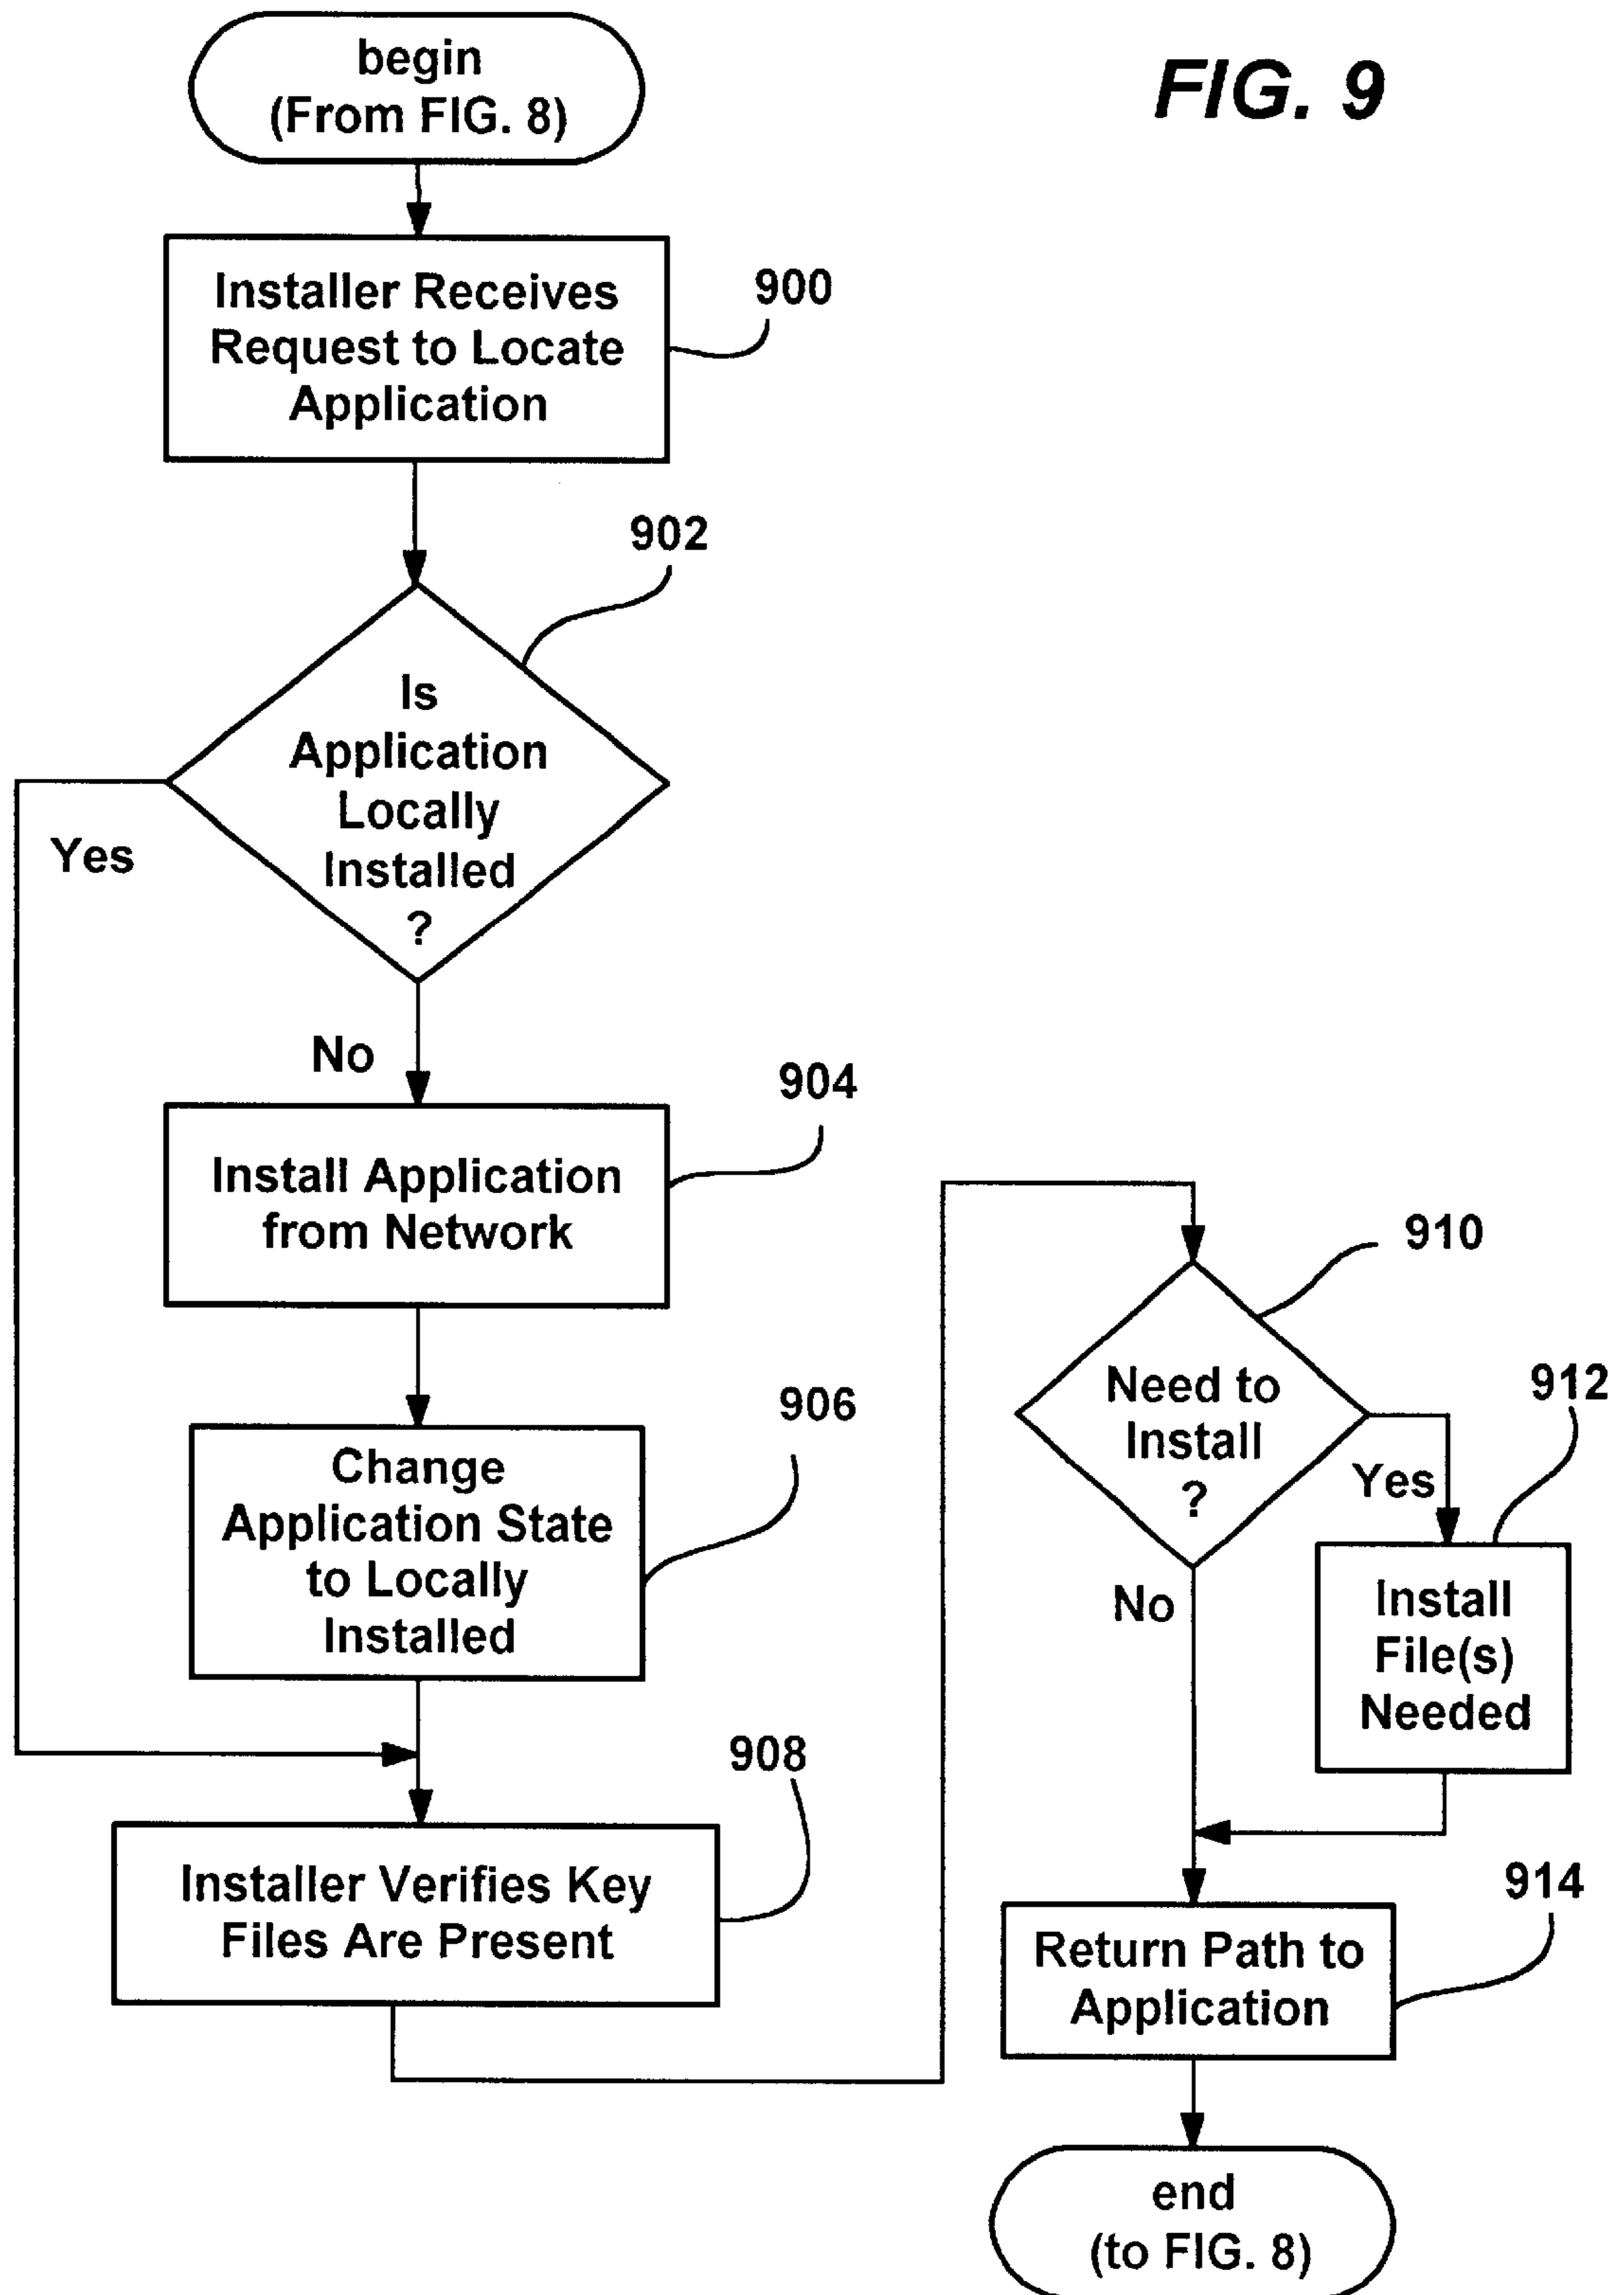 FIG. 9
begin
(From FIG. 8)
Installer Receives
Request to Locate
Application
900
902
Is
Application
Locally
Installed
?
Yes
No
904
Install Application
from Network
906
Change
Application State
to Locally
Installed
908
Installer Verifies Key
Files Are Present
910
Need to
Install
?
Yes
No
912
Install
File(s)
Needed
914
Return Path to
Application
end
(to FIG. 8)